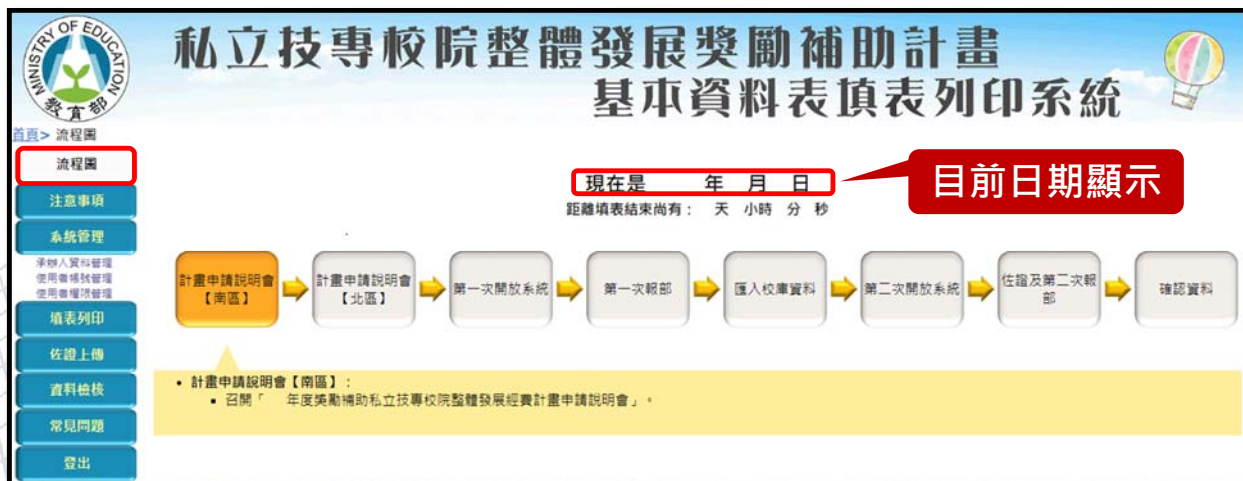 MINISTRY OF EDUCATION
教育部
私立技專校院整體發展獎勵補助計畫
基本資料表填表列印系統
首頁> 流程圖
流程圖
注意事項
系統管理
承辦人資料管理
使用者帳號管理
使用者權限管理
填表列印
佐證上傳
資料檢核
常見問題
登出
現在是 年 月 日
目前日期顯示
距離填表結束尚有: 天 小時 分 秒
計畫申請說明會
【南區】
計畫申請說明會
【北區】
第一次開放系統
第一次報部
匯入校庫資料
第二次開放系統
佐證及第二次報
部
確認資料
• 計畫申請說明會【南區】:
▪ 召開「 年度獎勵補助私立技專校院整體發展經費計畫申請說明會」。